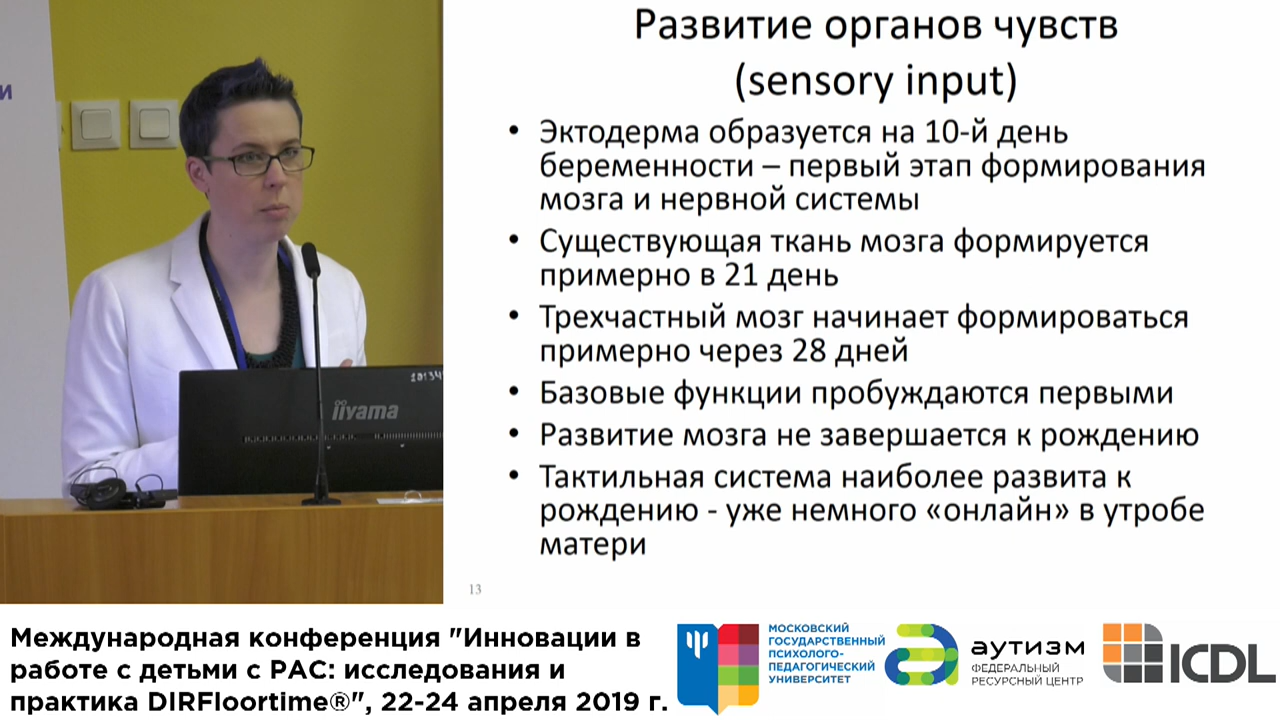 и
Развитие органов чувств
(sensory input)
• Эктодерма образуется на 10-й день
беременности – первый этап формирования
мозга и нервной системы
• Существующая ткань мозга формируется
примерно в 21 день
• Трехчастный мозг начинает формироваться
примерно через 28 дней
• Базовые функции пробуждаются первыми
• Развитие мозга не завершается к рождению
• Тактильная система наиболее развита к
рождению - уже немного «онлайн» в утробе
матери
13
iiyama
Международная конференция "Инновации в
работе с детьми с РАС: исследования и
практика DIRFloortime®", 22-24 апреля 2019 г.
МОСКОВСКИЙ
ГОСУДАРСТВЕННЫЙ
ПСИХОЛОГО-
ПЕДАГОГИЧЕСКИЙ
УНИВЕРСИТЕТ
аутизм
ФЕДЕРАЛЬНЫЙ
РЕСУРСНЫЙ ЦЕНТР
ICDL